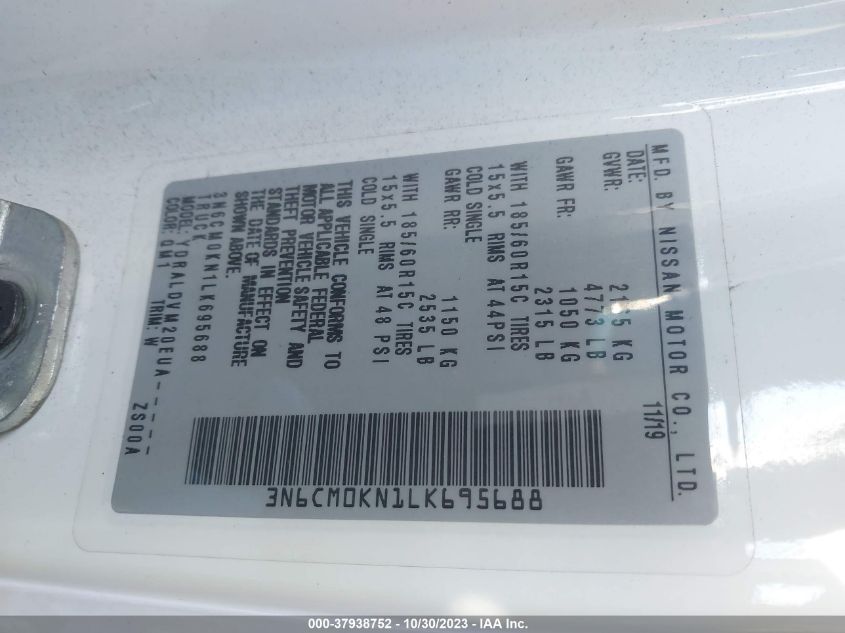 MFD. BY NISSAN MOTOR CO., LTD.
DATE: 11/19
GVWR: KG
4773 LB
GAWR FR: 1050 KG
2315 LB
WITH 185/60R15C TIRES
15x5.5 RIMS AT 44PSI
COLD SINGLE
GAWR RR: 1150 KG
2535 LB
WITH 185/60R15C TIRES
15x5.5 RIMS AT 48 PSI
COLD SINGLE
THIS VEHICLE CONFORMS TO
ALL APPLICABLE FEDERAL
MOTOR VEHICLE SAFETY AND
THEFT PREVENTION
STANDARDS IN EFFECT ON
THE DATE OF MANUFACTURE
SHOWN ABOVE.
3N6CM0KN1LK695688
TRUCK
MODEL: YDRALDYM20EUA----- ZS00A
COLOR: QM1 TRIM: W
3N6CM0KN1LK695688
000-37938752 - 10/30/2023 - IAA Inc.